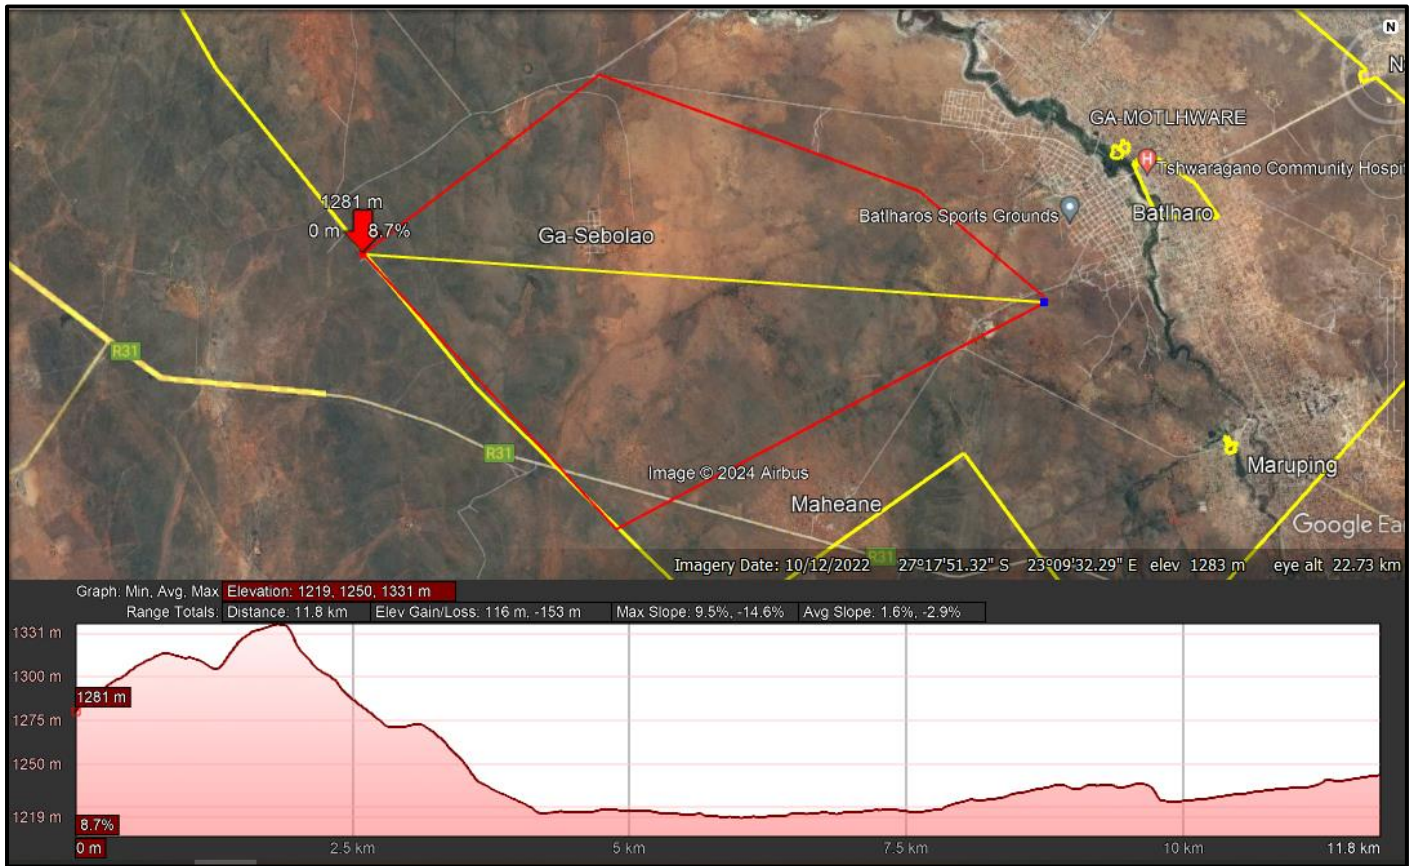 N
GA-MOTLHWARE
H
Tshwaragano Community Hospit
1281 m
0 m
8.7%
Ga-Sebolao
Batlharos Sports Grounds
Batlharo
R31
R31
Image © 2024 Airbus
Maruping
Maheane
Google Ear
R31
Imagery Date: 10/12/2022 27°17'51.32" S 23°09'32.29" E elev 1283 m eye alt 22.73 km
Graph: Min, Avg, Max Elevation: 1219, 1250, 1331 m
Range Totals: Distance: 11.8 km Elev Gain/Loss: 116 m, -153 m Max Slope: 9.5%, -14.6% Avg Slope: 1.6%, -2.9%
1331 m
1300 m
1281 m
1275 m
1250 m
1219 m
8.7%
0 m
2.5 km
5 km
7.5 km
10 km
11.8 km